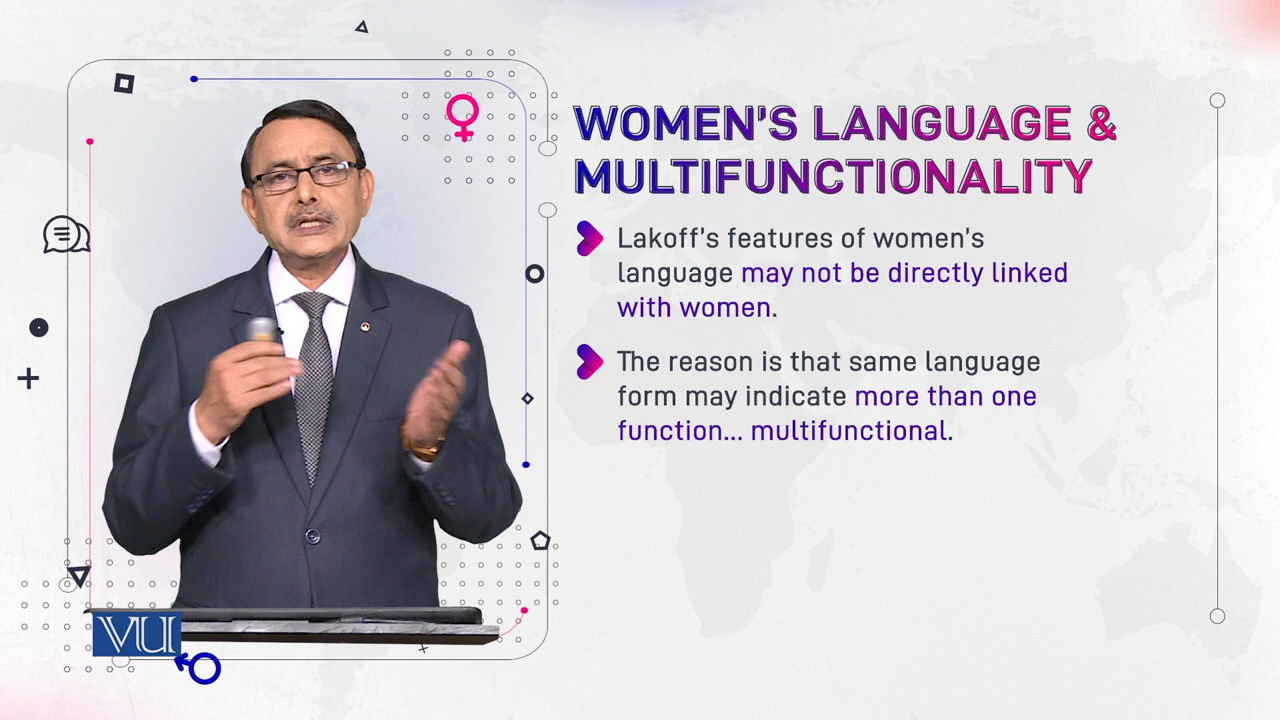 WOMEN'S LANGUAGE &
MULTIFUNCTIONALITY
Lakoff's features of women's
language may not be directly linked
with women.
The reason is that same language
form may indicate more than one
function... multifunctional.
VU